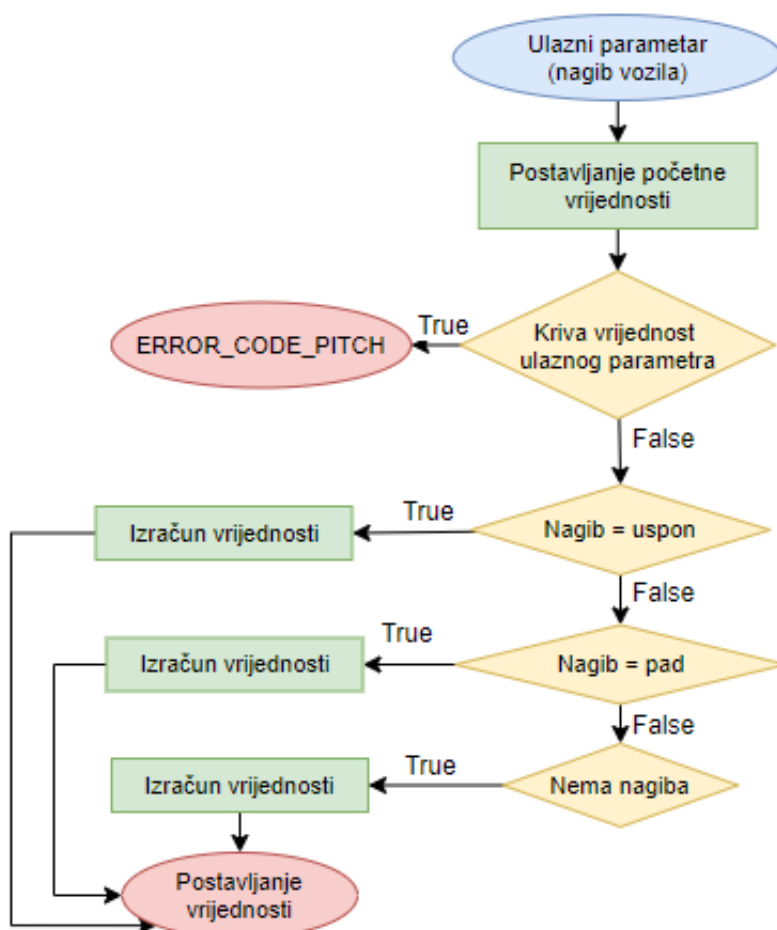 Ulazni parametar
(nagib vozila)
Postavljanje početne
vrijednosti
True
ERROR_CODE_PITCH
Kriva vrijednost
ulaznog parametra
False
True
Izračun vrijednosti
Nagib = uspon
False
True
Izračun vrijednosti
Nagib = pad
False
True
Izračun vrijednosti
Nema nagiba
Postavljanje
vrijednosti